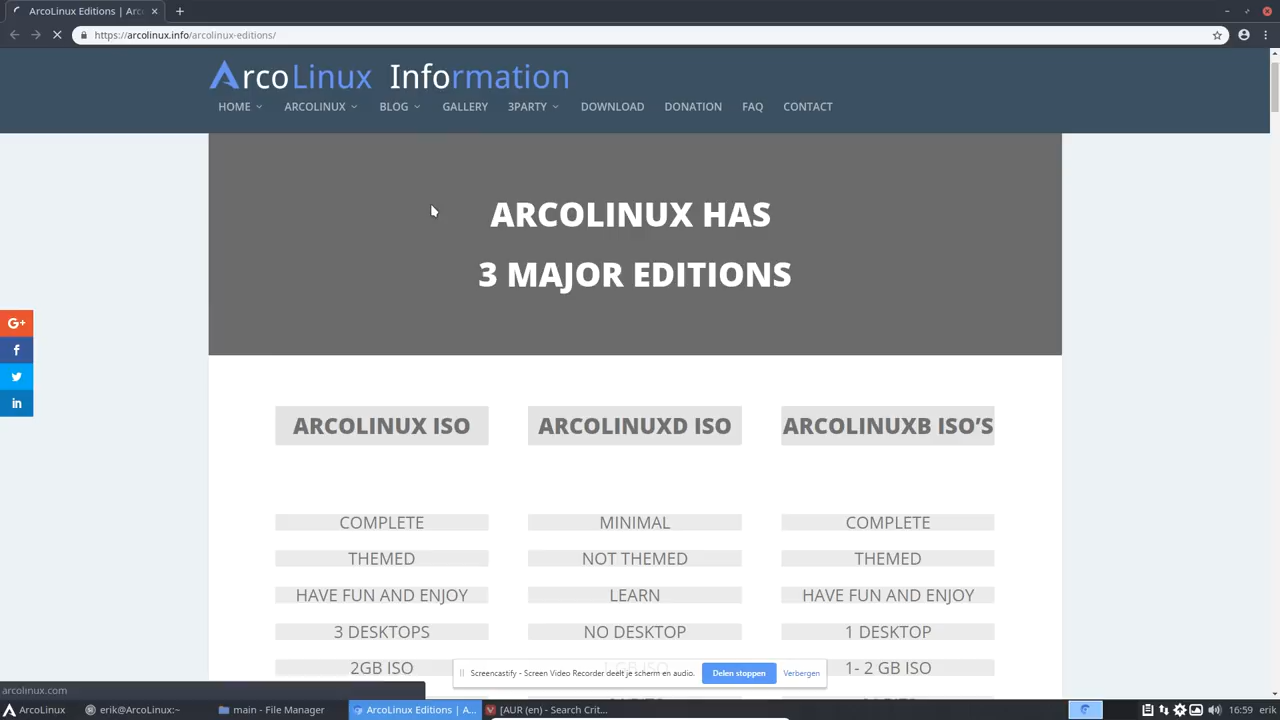 ArcoLinux Editions | Arc
https://arcolinux.info/arcolinux-editions/
ArcoLinux Information
HOME ARCOLINUX BLOG GALLERY 3PARTY DOWNLOAD DONATION FAQ CONTACT
ARCOLINUX HAS
3 MAJOR EDITIONS
G+
f
in
ARCOLINUX ISO ARCOLINUXD ISO ARCOLINUXB ISO'S
COMPLETE MINIMAL COMPLETE
THEMED NOT THEMED THEMED
HAVE FUN AND ENJOY LEARN HAVE FUN AND ENJOY
3 DESKTOPS NO DESKTOP 1 DESKTOP
2GB ISO 1- 2 GB ISO
Screencastify - Screen Video Recorder deelt je scherm en audio. Delen stoppen Verbergen
arcolinux.com
ArcoLinux erik@ArcoLinux:~ main - File Manager ArcoLinux Editions | A... [AUR (en) - Search Crit... 16:59 erik